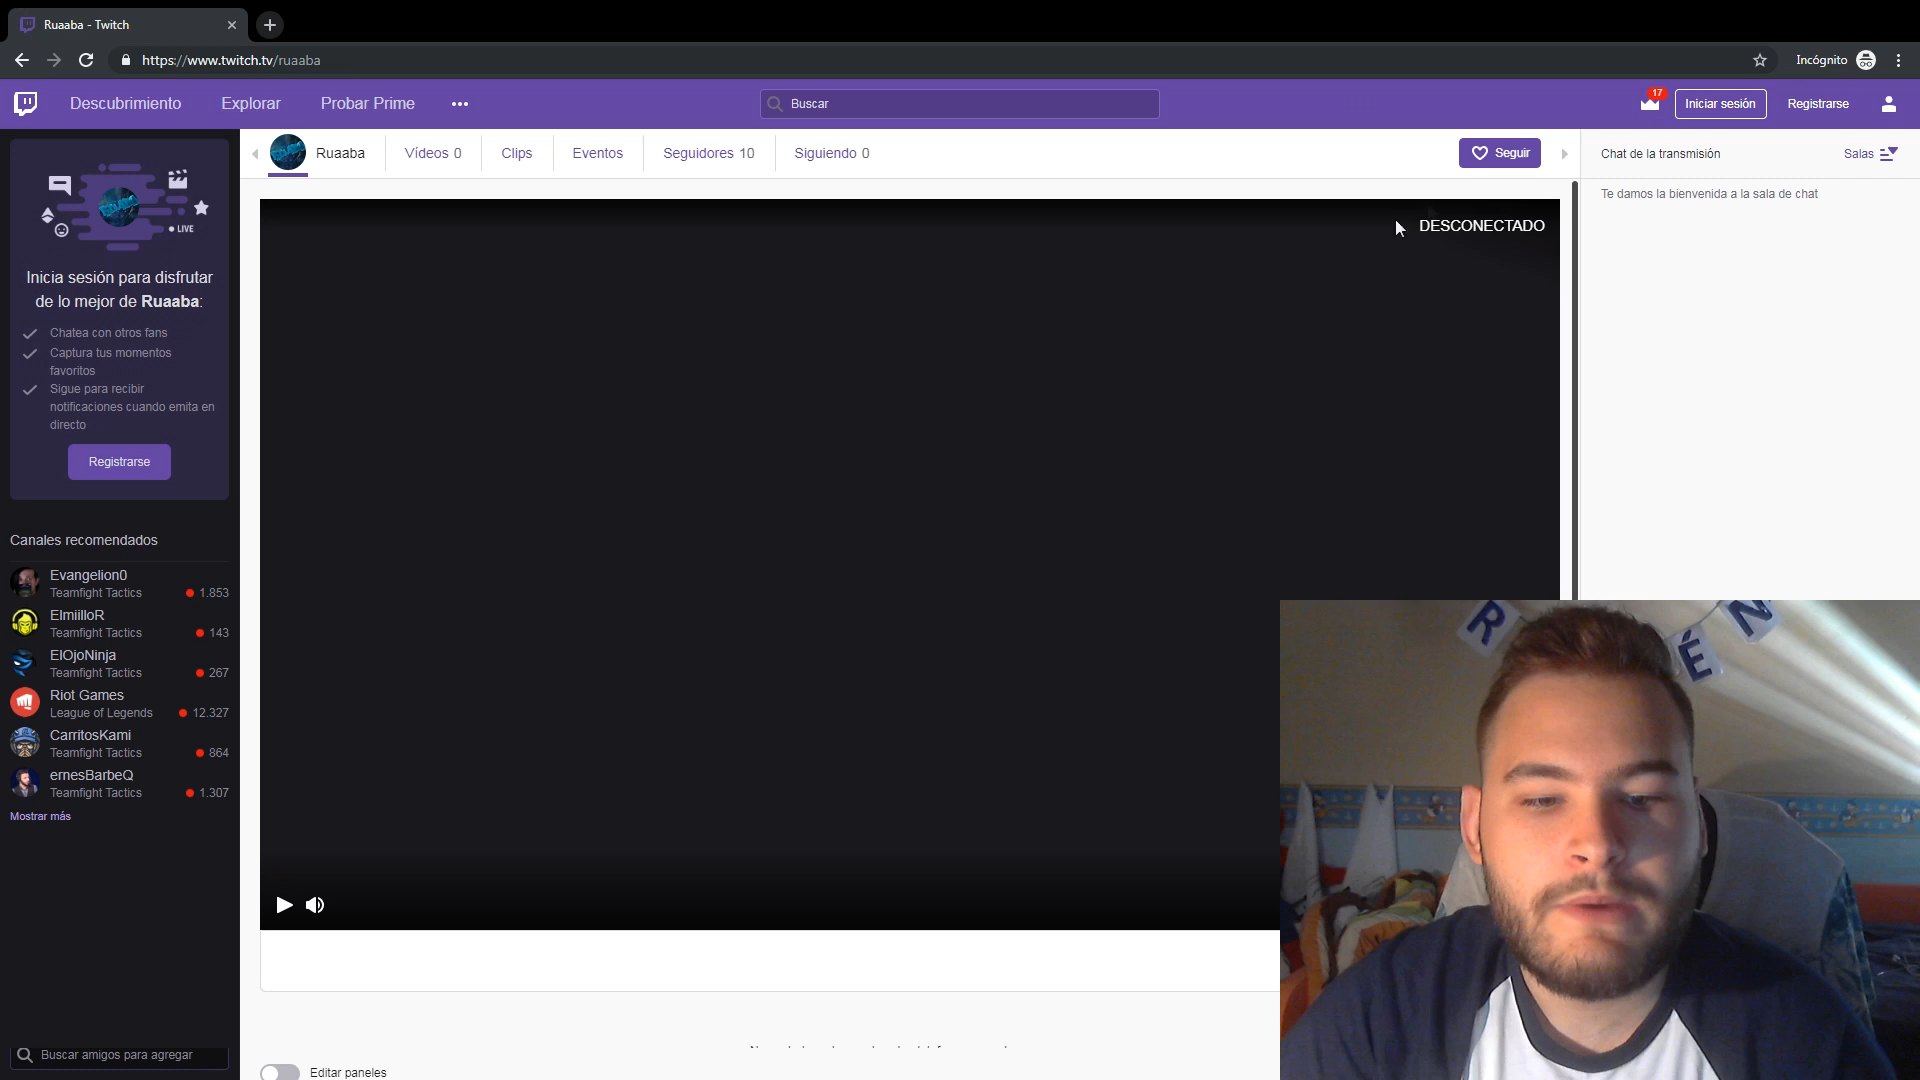 Ruaaba - Twitch
https://www.twitch.tv/ruaaba
Incógnito
Descubrimiento
Explorar
Probar Prime
Buscar
17
Iniciar sesión
Registrarse
Ruaaba
Vídeos 0
Clips
Eventos
Seguidores 10
Siguiendo 0
Seguir
Chat de la transmisión
Salas
Te damos la bienvenida a la sala de chat
DESCONECTADO
LIVE
Inicia sesión para disfrutar
de lo mejor de Ruaaba:
Chatea con otros fans
Captura tus momentos
favoritos
Sigue para recibir
notificaciones cuando emita en
directo
Registrarse
Canales recomendados
Evangelion0
Teamfight Tactics
1.853
ElmiilloR
Teamfight Tactics
143
ElOjoNinja
Teamfight Tactics
267
Riot Games
League of Legends
12.327
CarritosKami
Teamfight Tactics
864
ernesBarbeQ
Teamfight Tactics
1.307
Mostrar más
Buscar amigos para agregar
Editar paneles
R É N